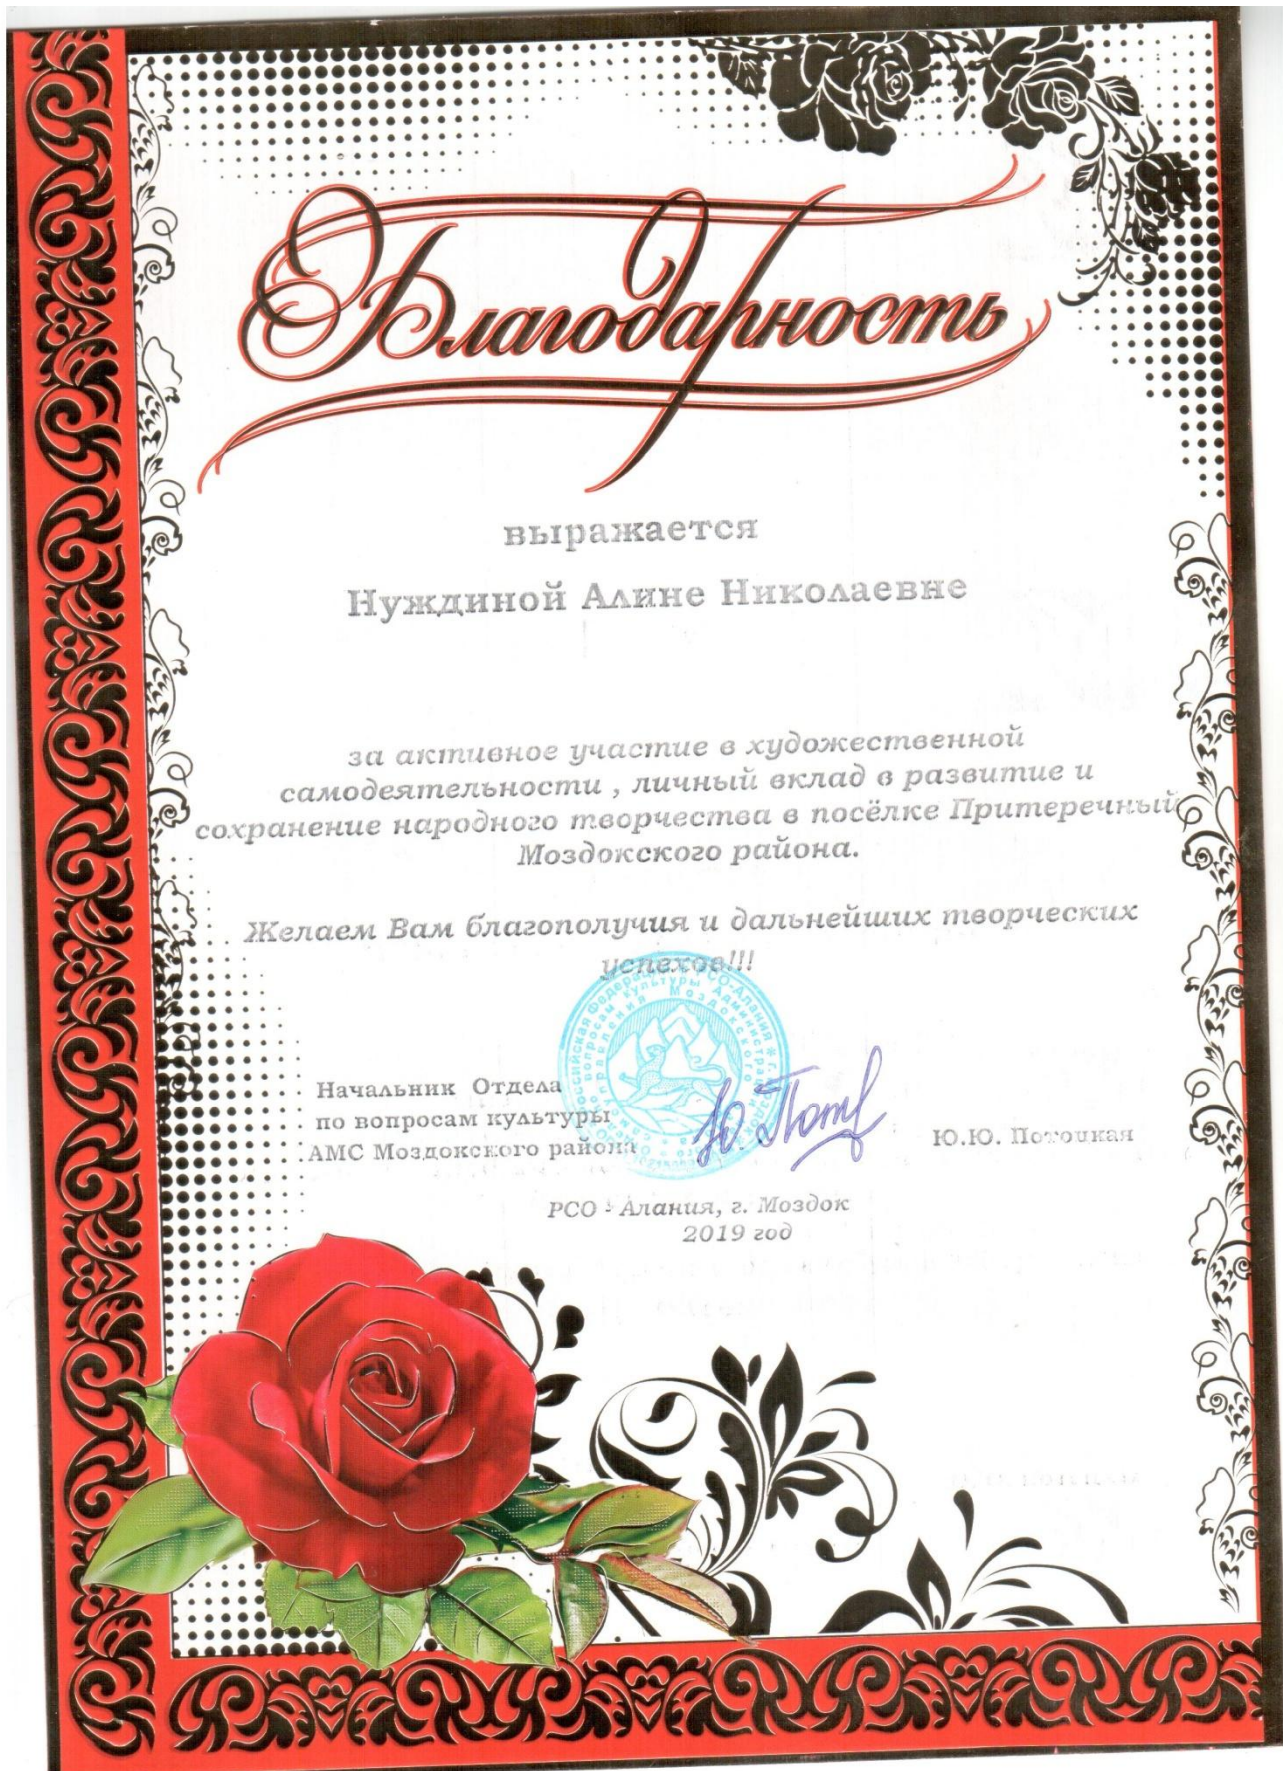 Благодарность
выражается
Нуждиной Алине Николаевне
за активное участие в художественной
самодеятельности , личный вклад в развитие и
сохранение народного творчества в посёлке Притеречный
Моздокского района.
Желаем Вам благополучия и дальнейших творческих
успехов!!!
Начальник Отдела
по вопросам культуры
АМС Моздокского района
Ю. Пот
Ю.Ю. Потоцкая
РСО - Алания, г. Моздок
2019 год